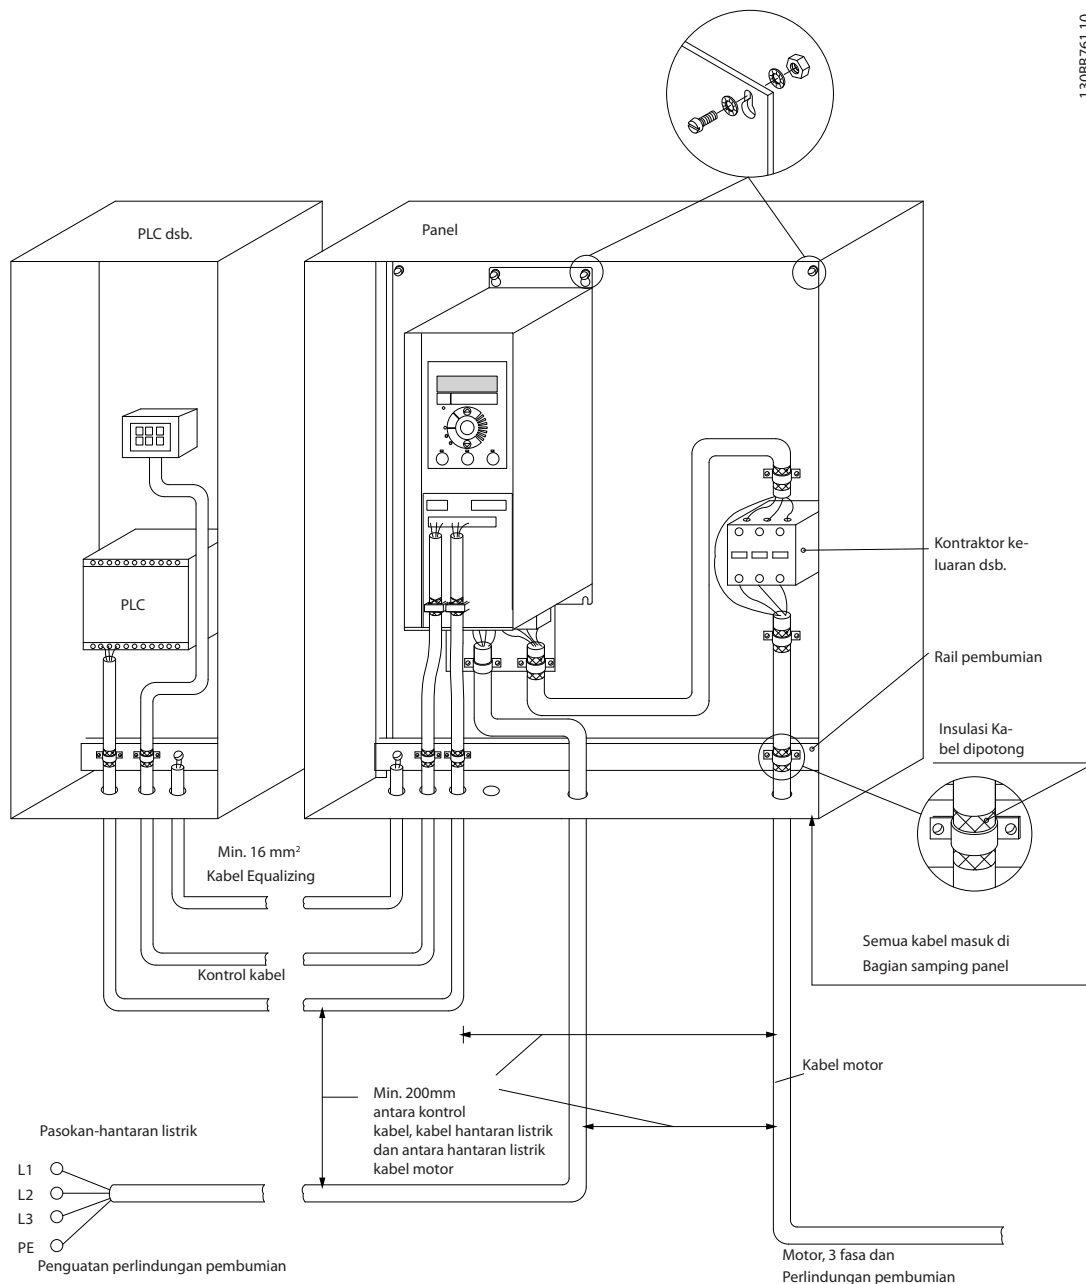 130BB761.10
PLC dsb.
Panel
PLC
Kontraktor ke-
luaran dsb.
Rail pembumian
Insulasi Ka-
bel dipotong
Min. 16 mm²
Kabel Equalizing
Semua kabel masuk di
Bagian samping panel
Kontrol kabel
Kabel motor
Min. 200mm
antara kontrol
kabel, kabel hantaran listrik
dan antara hantaran listrik
kabel motor
Pasokan-hantaran listrik
L1
L2
L3
PE
Penguatan perlindungan pembumian
Motor, 3 fasa dan
Perlindungan pembumian